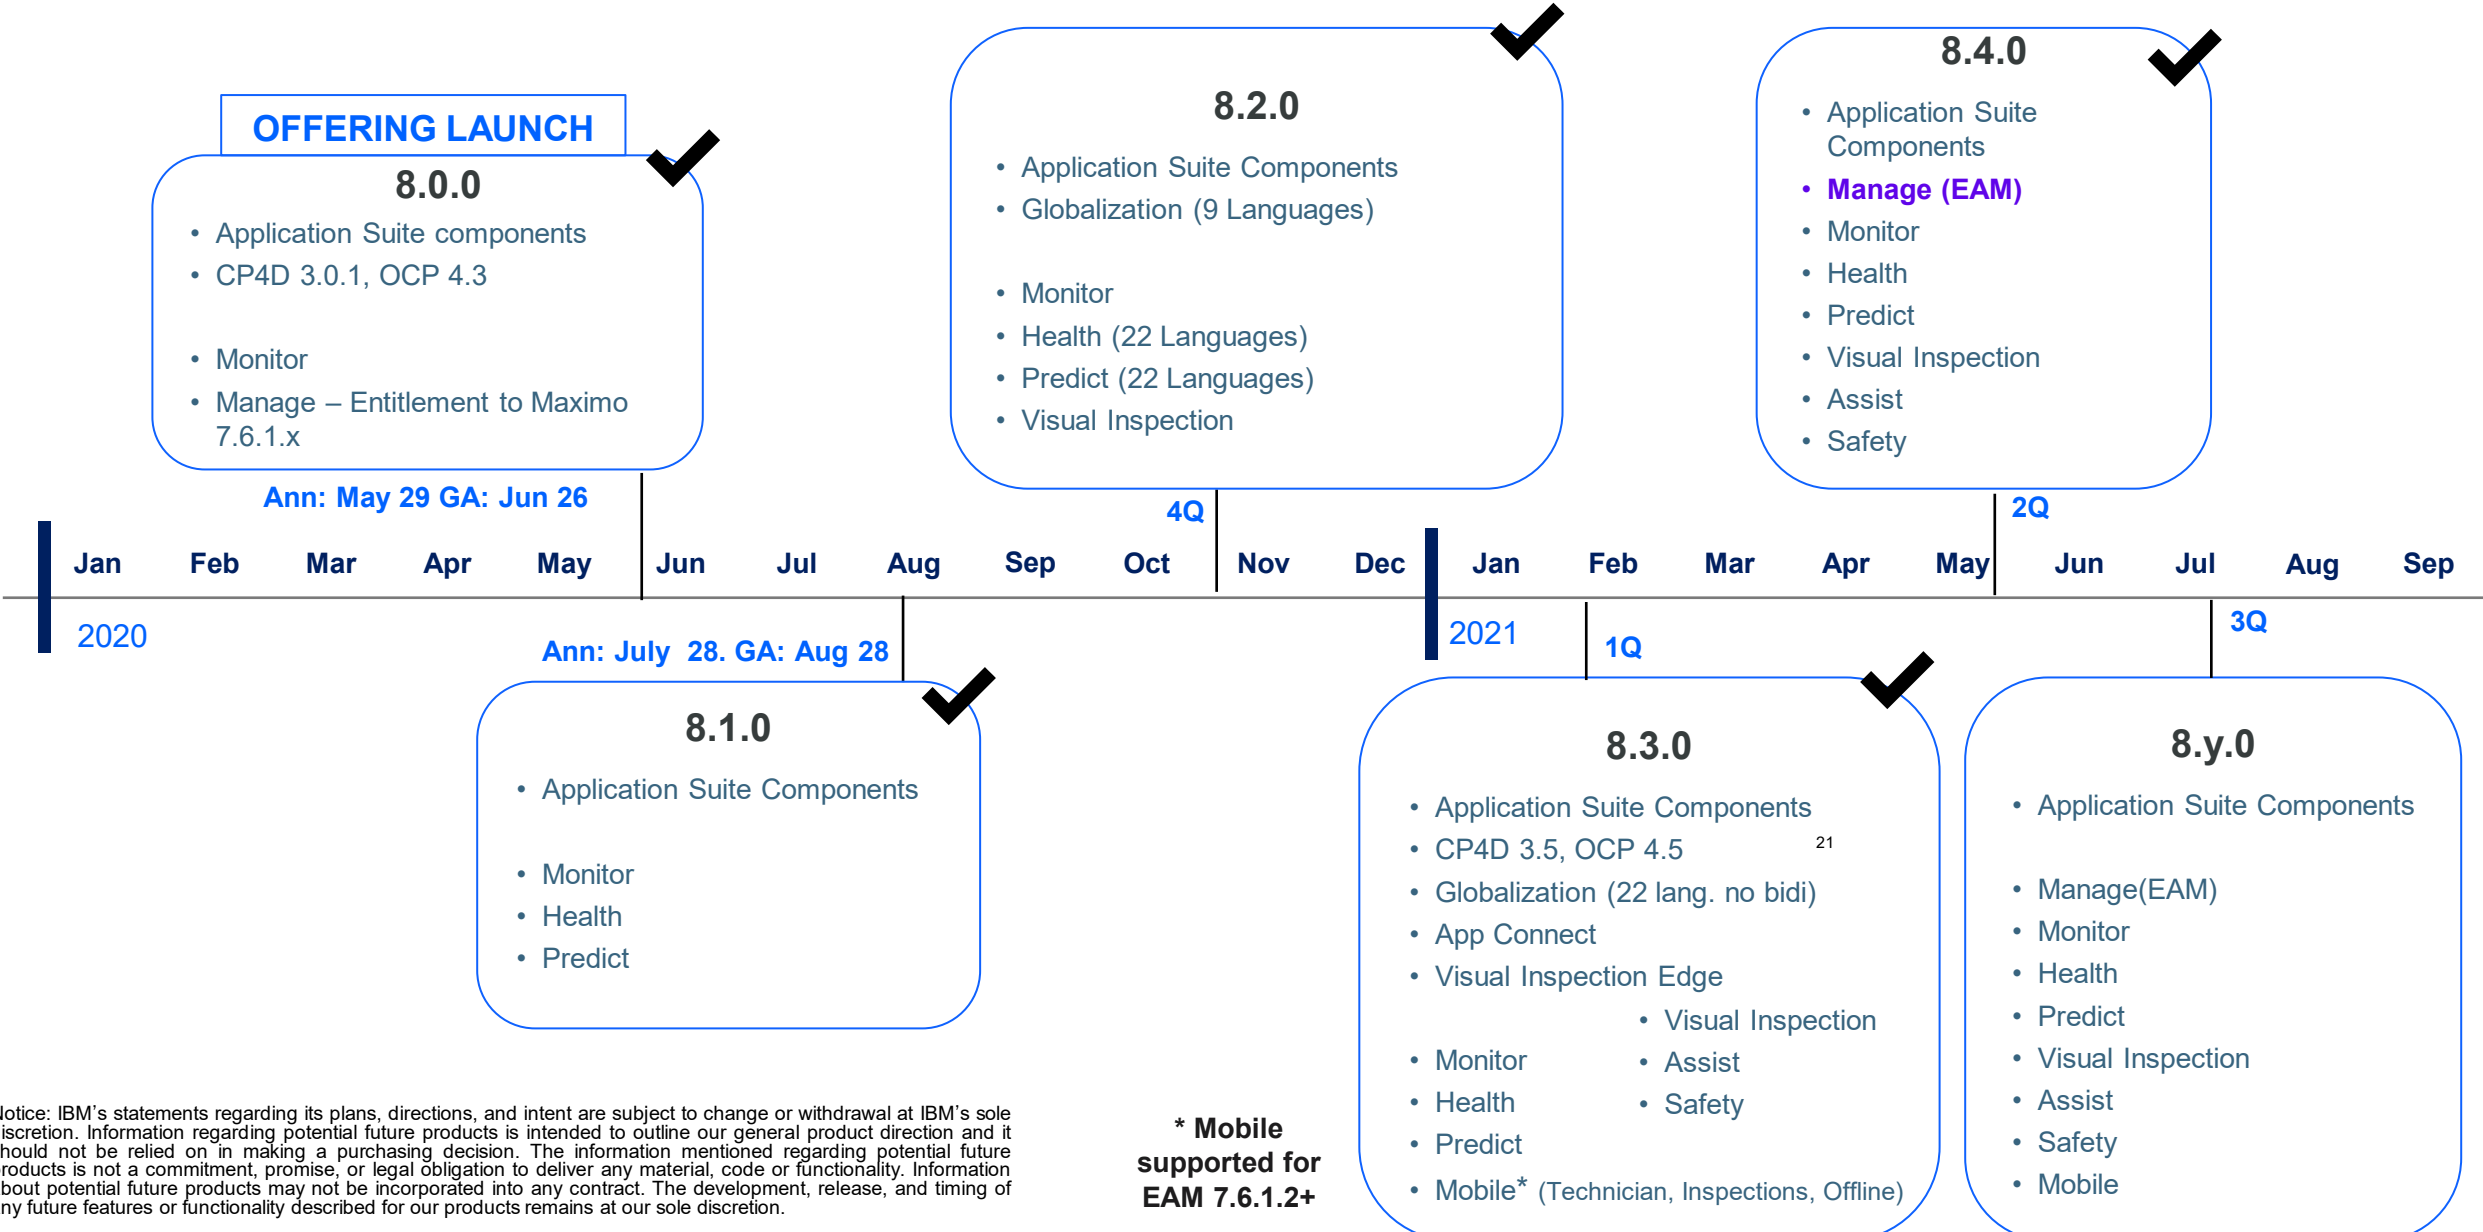 OFFERING LAUNCH
8.0.0
• Application Suite components
• CP4D 3.0.1, OCP 4.3
• Monitor
• Manage – Entitlement to Maximo
7.6.1.x
Ann: May 29 GA: Jun 26
8.2.0
• Application Suite Components
• Globalization (9 Languages)
• Monitor
• Health (22 Languages)
• Predict (22 Languages)
• Visual Inspection
4Q
8.4.0
• Application Suite
Components
• Manage (EAM)
• Monitor
• Health
• Predict
• Visual Inspection
• Assist
• Safety
2Q
Jan Feb Mar Apr May Jun Jul Aug Sep Oct Nov Dec Jan Feb Mar Apr May Jun Jul Aug Sep
2020
2021
Ann: July 28. GA: Aug 28
8.1.0
• Application Suite Components
• Monitor
• Health
• Predict
1Q
8.3.0
• Application Suite Components
• CP4D 3.5, OCP 4.5
21
• Globalization (22 lang. no bidi)
• App Connect
• Visual Inspection Edge
• Visual Inspection
• Monitor
• Assist
• Health
• Safety
• Predict
• Mobile* (Technician, Inspections, Offline)
3Q
8.y.0
• Application Suite Components
• Manage(EAM)
• Monitor
• Health
• Predict
• Visual Inspection
• Assist
• Safety
• Mobile
* Mobile
supported for
EAM 7.6.1.2+
Notice: IBM's statements regarding its plans, directions, and intent are subject to change or withdrawal at IBM's sole
discretion. Information regarding potential future products is intended to outline our general product direction and it
should not be relied on in making a purchasing decision. The information mentioned regarding potential future
products is not a commitment, promise, or legal obligation to deliver any material, code or functionality. Information
about potential future products may not be incorporated into any contract. The development, release, and timing of
any future features or functionality described for our products remains at our sole discretion.